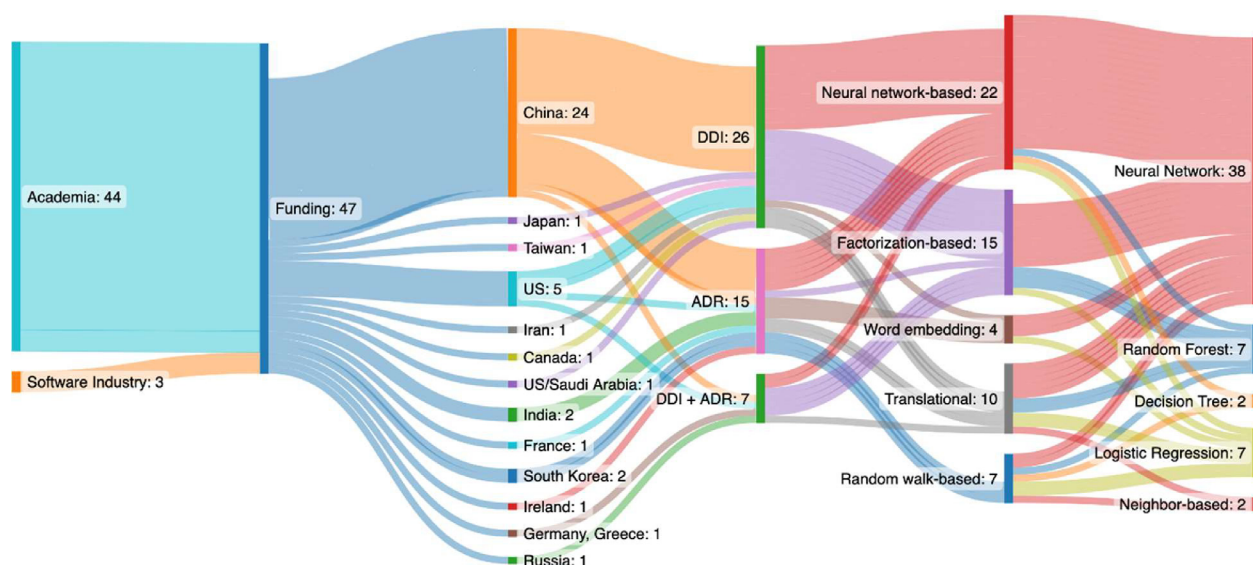 Academia: 44
Software Industry: 3
Funding: 47
China: 24
Japan: 1
Taiwan: 1
US: 5
Iran: 1
Canada: 1
US/Saudi Arabia: 1
India: 2
France: 1
South Korea: 2
Ireland: 1
Germany, Greece: 1
Russia: 1
DDI: 26
ADR: 15
DDI + ADR: 7
Neural network-based: 22
Factorization-based: 15
Word embedding: 4
Translational: 10
Random walk-based: 7
Neural Network: 38
Random Forest: 7
Decision Tree: 2
Logistic Regression: 7
Neighbor-based: 2